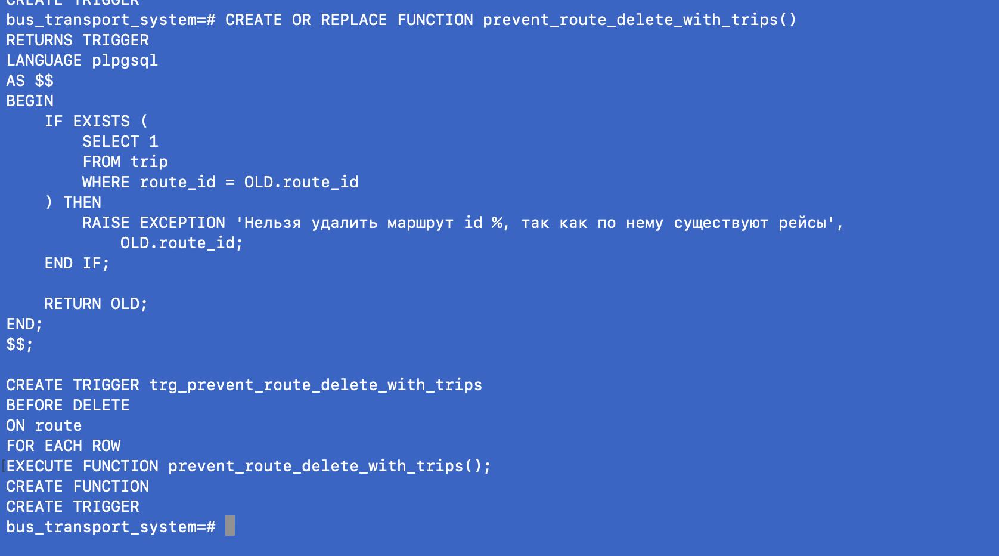 CREATE TRIGGER
bus_transport_system=# CREATE OR REPLACE FUNCTION prevent_route_delete_with_trips()
RETURNS TRIGGER
LANGUAGE plpgsql
AS $$
BEGIN
    IF EXISTS (
        SELECT 1
        FROM trip
        WHERE route_id = OLD.route_id
    ) THEN
        RAISE EXCEPTION 'Нельзя удалить маршрут id %, так как по нему существуют рейсы',
            OLD.route_id;
    END IF;

    RETURN OLD;
END;
$$;

CREATE TRIGGER trg_prevent_route_delete_with_trips
BEFORE DELETE
ON route
FOR EACH ROW
EXECUTE FUNCTION prevent_route_delete_with_trips();
CREATE FUNCTION
CREATE TRIGGER
bus_transport_system=#